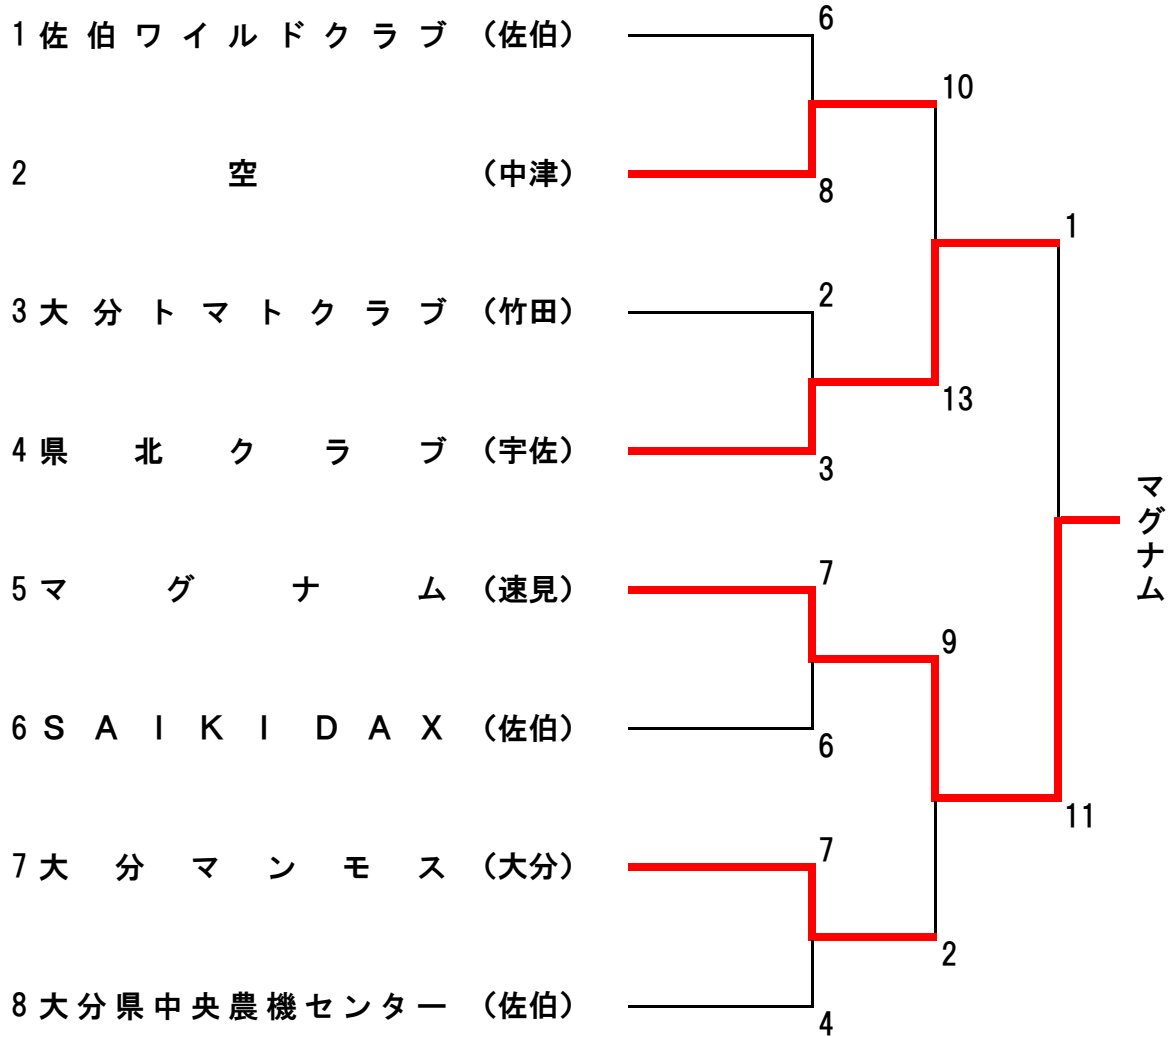 6
1 佐伯ワイルドクラブ (佐伯)
10
2 空 (中津)
8
1
2
3 大分トマトクラブ (竹田)
13
4 県北クラブ (宇佐)
3
マグナム
7
5 マグナム (速見)
9
6 SAIKI DAX (佐伯)
6
11
7
7 大分マンモス (大分)
2
8 大分県中央農機センター (佐伯)
4